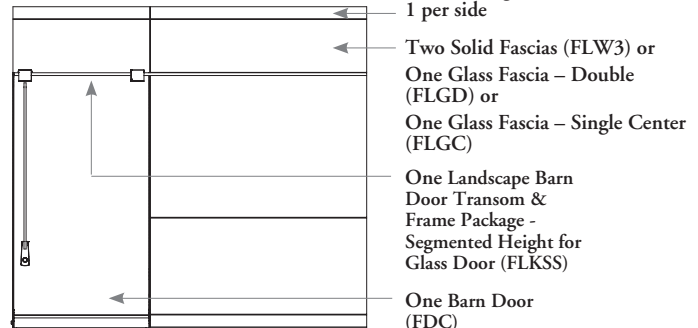 1 per side
Two Solid Fascias (FLW3) or
One Glass Fascia – Double
(FLGD) or
One Glass Fascia – Single Center
(FLGC)
One Landscape Barn
Door Transom &
Frame Package -
Segmented Height for
Glass Door (FLKSS)
One Barn Door
(FDC)